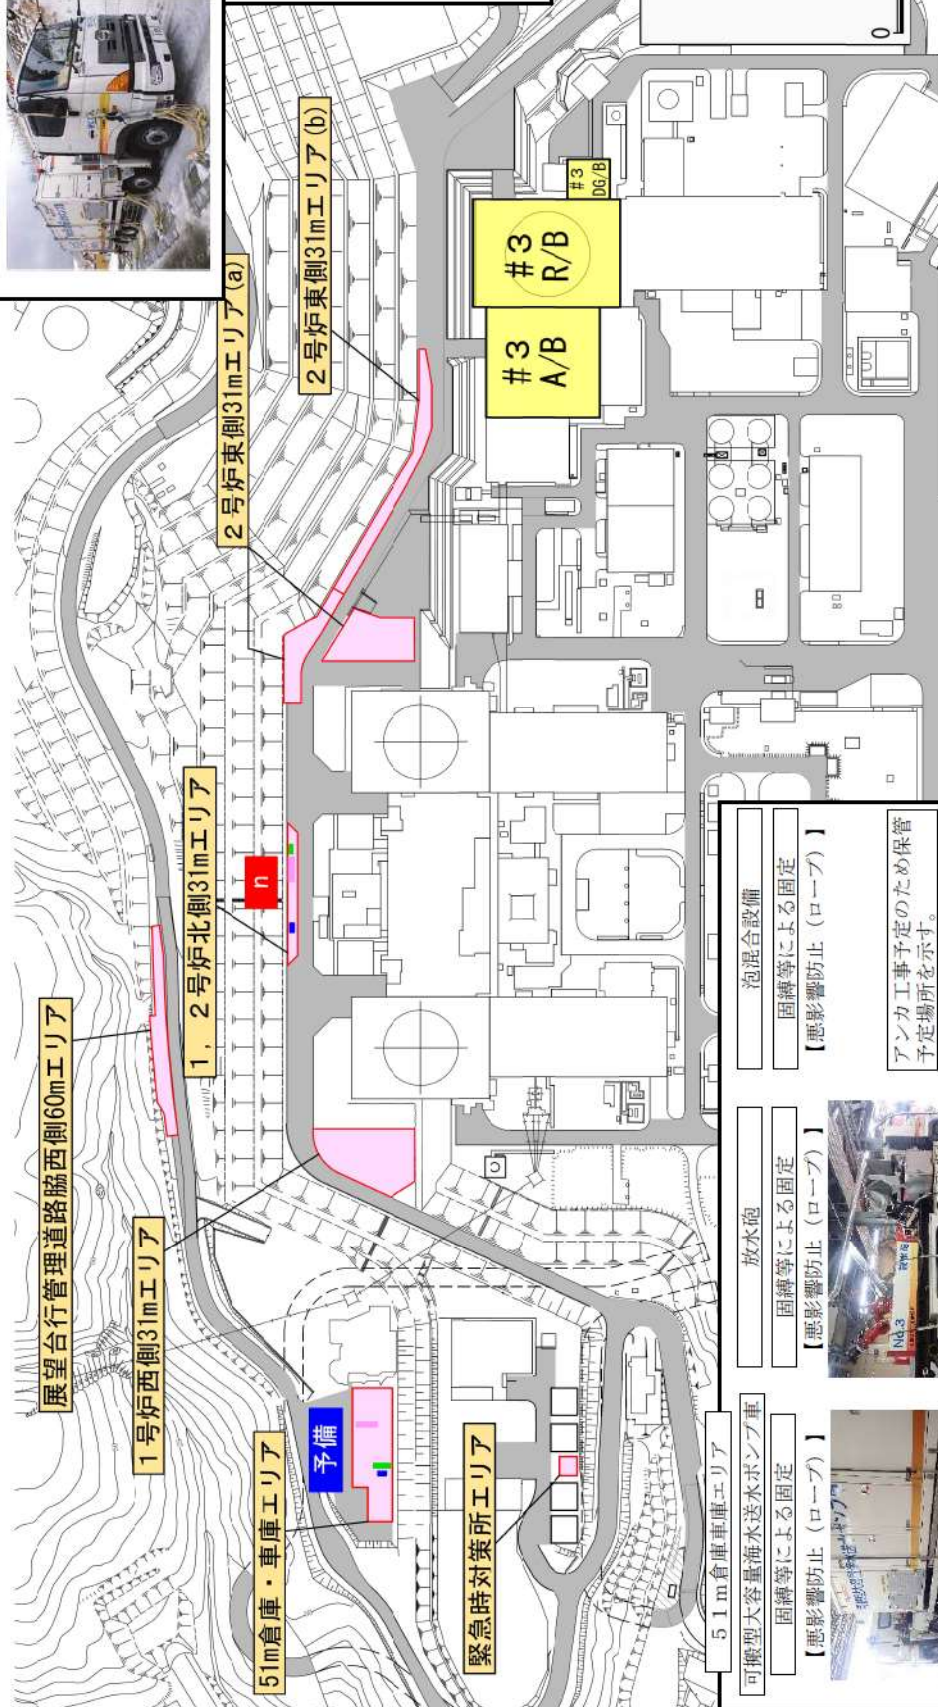 展望台行管理道路脇西側60mエリア
1号炉西側31mエリア
51m倉庫・車庫エリア
予備
緊急時対策所エリア
1，2号炉北側31mエリア
n
2号炉東側31mエリア(a)
2号炉東側31mエリア(b)
#3
R/B
#3
A/B
#3
DG/B
0
51m倉庫車庫エリア
可搬型大容量海水送水ポンプ車
固縛等による固定
【悪影響防止（ロープ）】
放水砲
固縛等による固定
【悪影響防止（ロープ）】
No.3
泡混合設備
固縛等による固定
【悪影響防止（ロープ）】
アンカ工事予定のため保管
予定場所を示す。